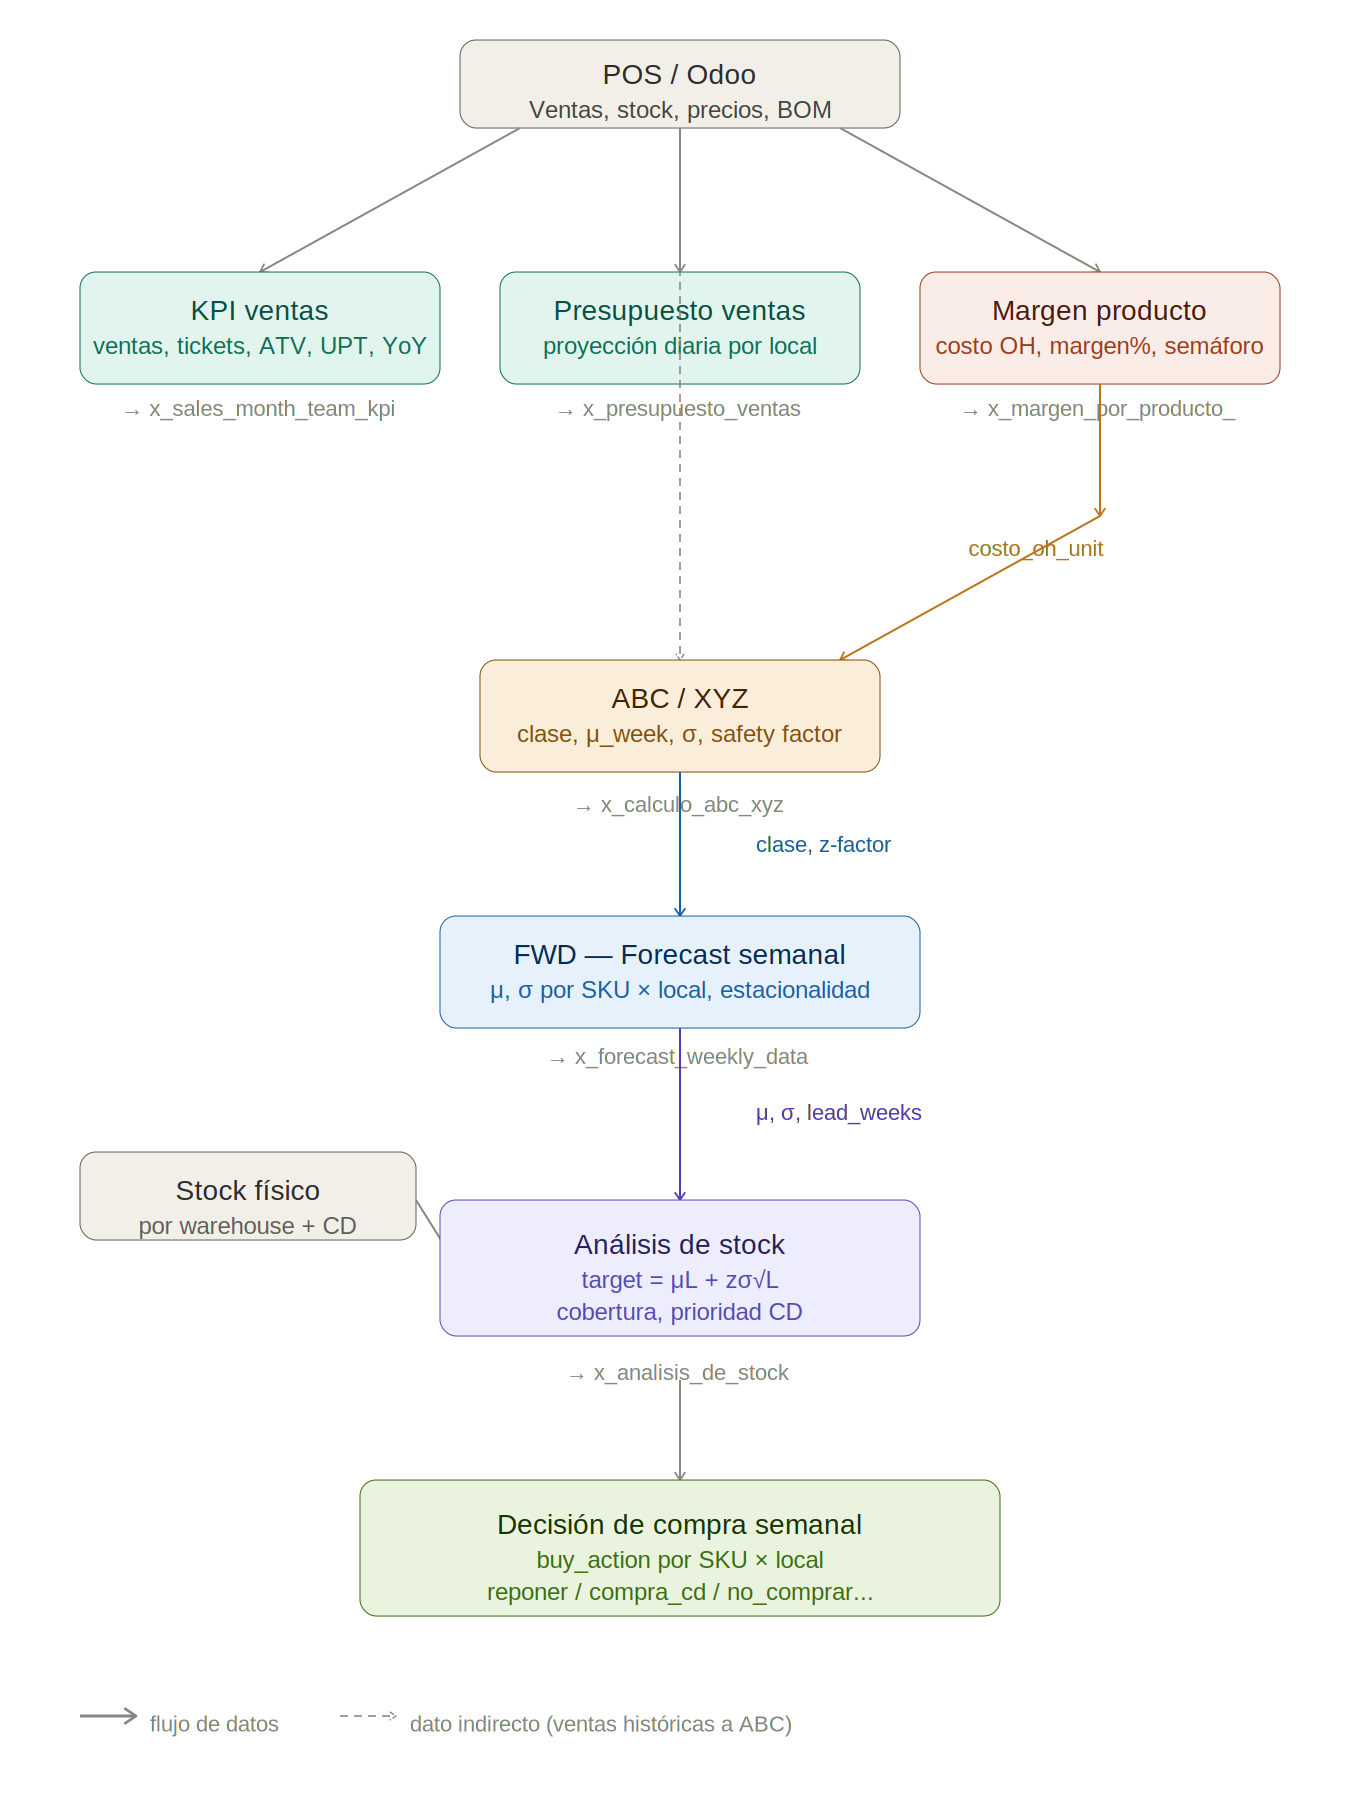 POS / Odoo
Ventas, stock, precios, BOM
KPI ventas
ventas, tickets, ATV, UPT, YoY
→ x_sales_month_team_kpi
Presupuesto ventas
proyección diaria por local
→ x_presupuesto_ventas
Margen producto
costo OH, margen%, semáforo
→ x_margen_por_producto_
costo_oh_unit
ABC / XYZ
clase, μ_week, σ, safety factor
→ x_calculo_abc_xyz
clase, z-factor
FWD — Forecast semanal
μ, σ por SKU × local, estacionalidad
→ x_forecast_weekly_data
μ, σ, lead_weeks
Stock físico
por warehouse + CD
Análisis de stock
target = μL + zσ√L
cobertura, prioridad CD
→ x_analisis_de_stock
Decisión de compra semanal
buy_action por SKU × local
reponer / compra_cd / no_comprar...
flujo de datos
dato indirecto (ventas históricas a ABC)